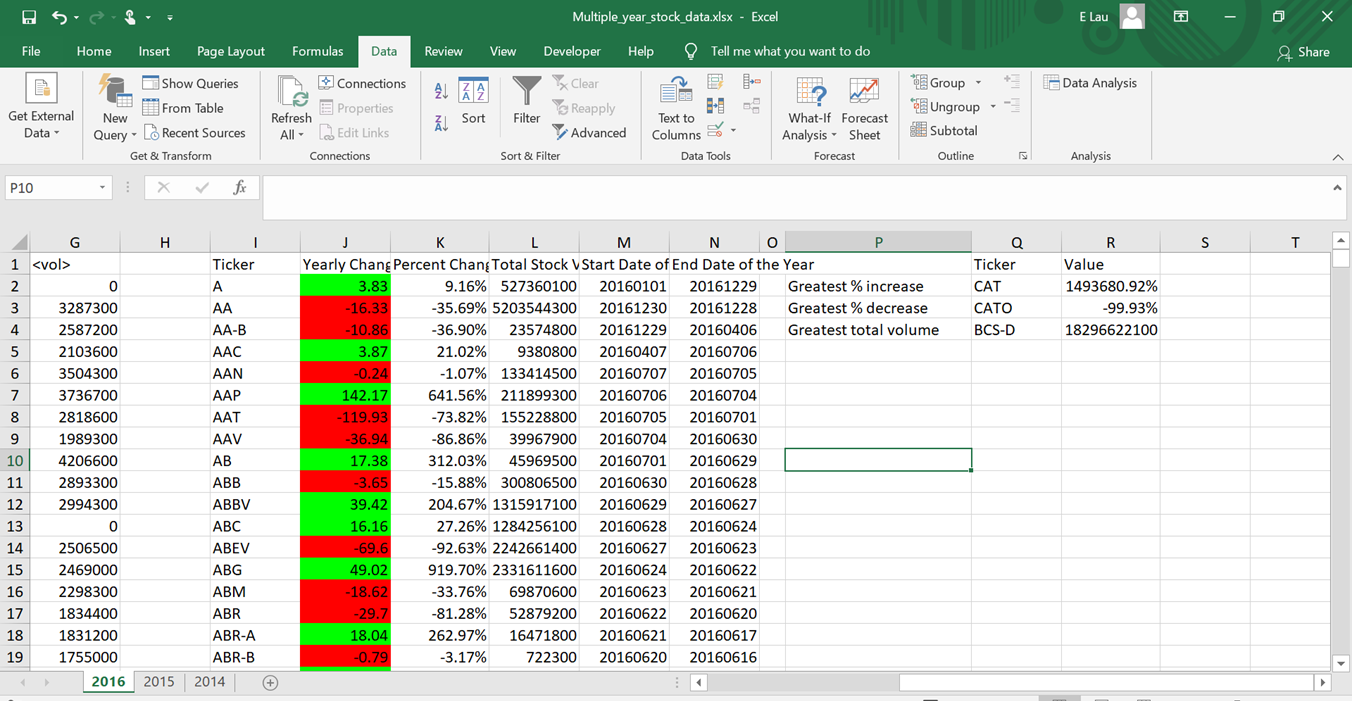 Multiple_year_stock_data.xlsx - Excel
E Lau
File Home Insert Page Layout Formulas Data Review View Developer Help Tell me what you want to do Share
Get External Data
New Query
Show Queries
From Table
Recent Sources
Get & Transform
Refresh All
Connections
Properties
Edit Links
Connections
Sort
Filter
Clear
Reapply
Advanced
Sort & Filter
Text to Columns
Data Tools
What-If Analysis
Forecast Sheet
Forecast
Group
Ungroup
Subtotal
Outline
Data Analysis
Analysis
P10 fx
G H I J K L M N O P Q R S T
1 <vol> Ticker Yearly Chang Percent Chang Total Stock V Start Date of End Date of the Year Ticker Value
2 0 A 3.83 9.16% 527360100 20160101 20161229 Greatest % increase CAT 1493680.92%
3 3287300 AA -16.33 -35.69% 5203544300 20161230 20161228 Greatest % decrease CATO -99.93%
4 2587200 AA-B -10.86 -36.90% 23574800 20161229 20160406 Greatest total volume BCS-D 18296622100
5 2103600 AAC 3.87 21.02% 9380800 20160407 20160706
6 3504300 AAN -0.24 -1.07% 133414500 20160707 20160705
7 3736700 AAP 142.17 641.56% 211899300 20160706 20160704
8 2818600 AAT -119.93 -73.82% 155228800 20160705 20160701
9 1989300 AAV -36.94 -86.86% 39967900 20160704 20160630
10 4206600 AB 17.38 312.03% 45969500 20160701 20160629
11 2893300 ABB -3.65 -15.88% 300806500 20160630 20160628
12 2994300 ABBV 39.42 204.67% 1315917100 20160629 20160627
13 0 ABC 16.16 27.26% 1284256100 20160628 20160624
14 2506500 ABEV -69.6 -92.63% 2242661400 20160627 20160623
15 2469000 ABG 49.02 919.70% 2331611600 20160624 20160622
16 2298300 ABM -18.62 -33.76% 69870600 20160623 20160621
17 1834400 ABR -29.7 -81.28% 52879200 20160622 20160620
18 1831200 ABR-A 18.04 262.97% 16471800 20160621 20160617
19 1755000 ABR-B -0.79 -3.17% 722300 20160620 20160616
2016 2015 2014